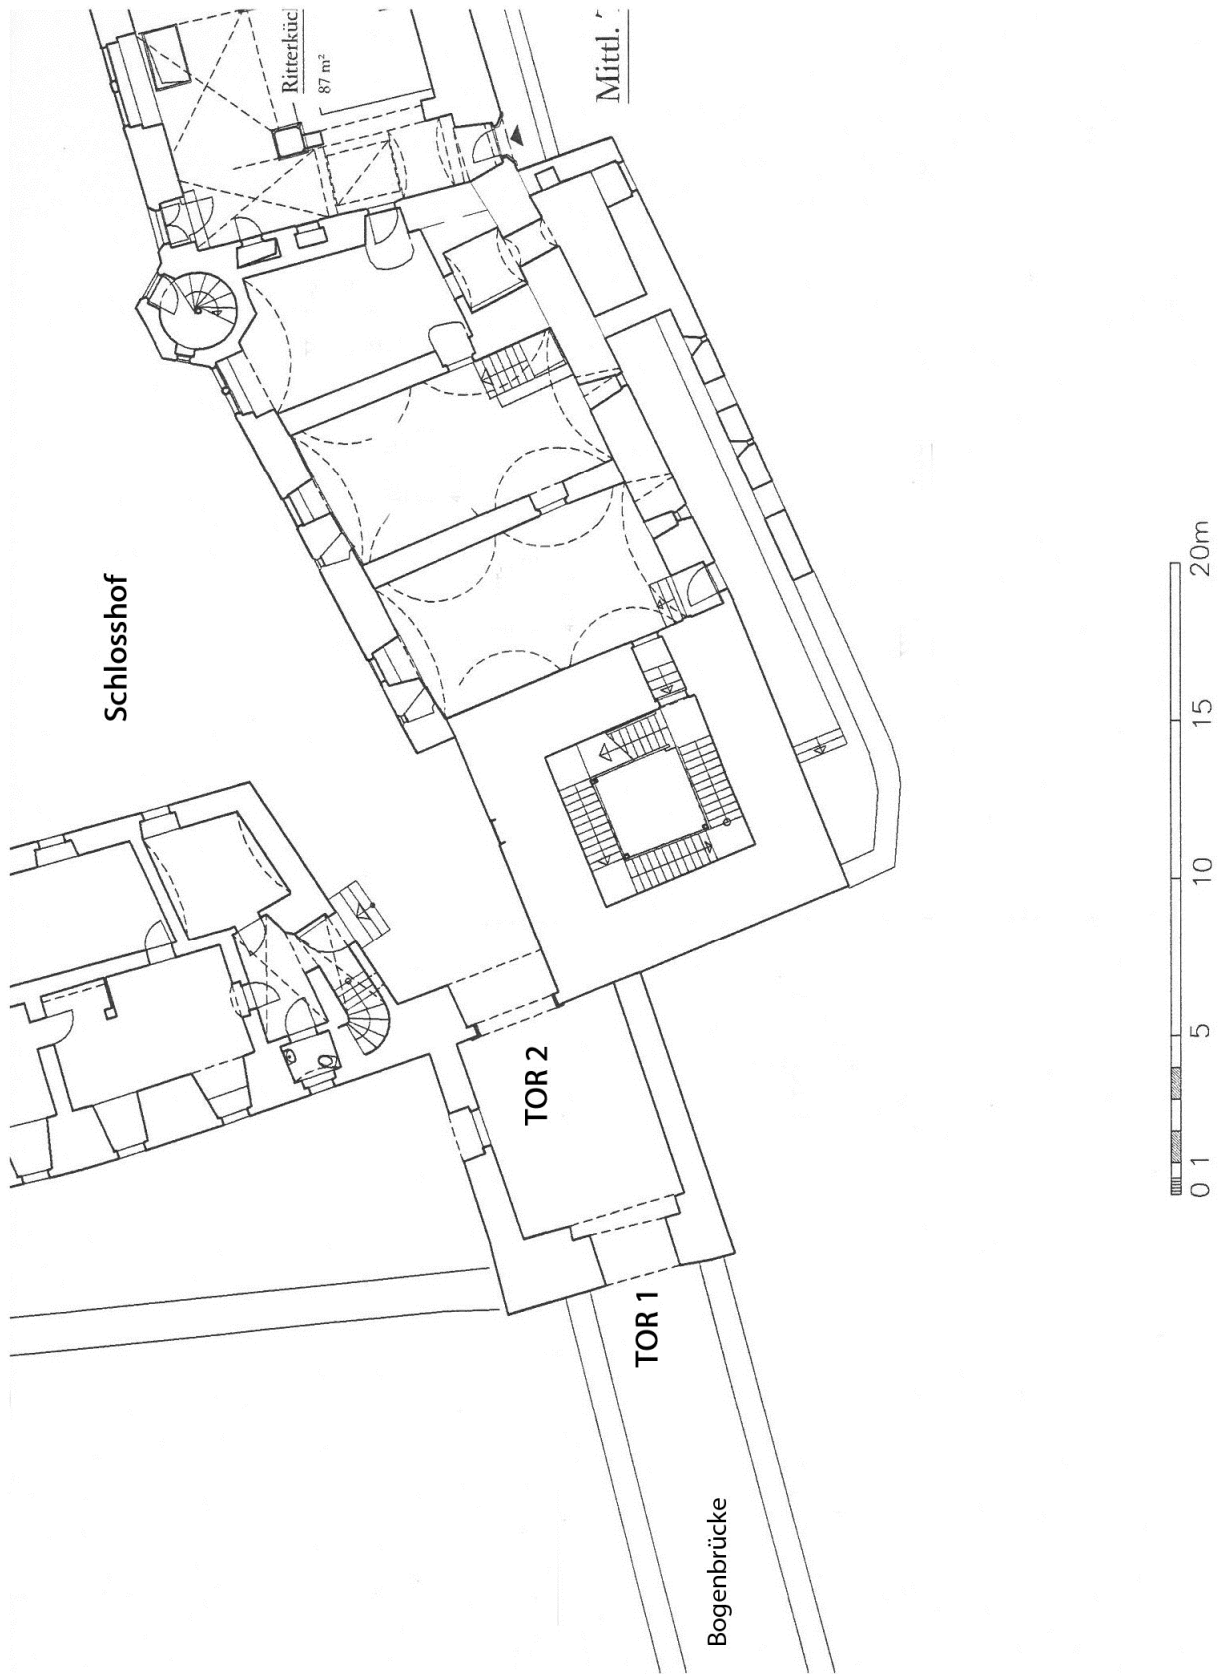 Ritterküc
87 m²
Mittl. T
Schlosshof
TOR 2
TOR 1
Bogenbrücke
0 1 5 10 15 20m